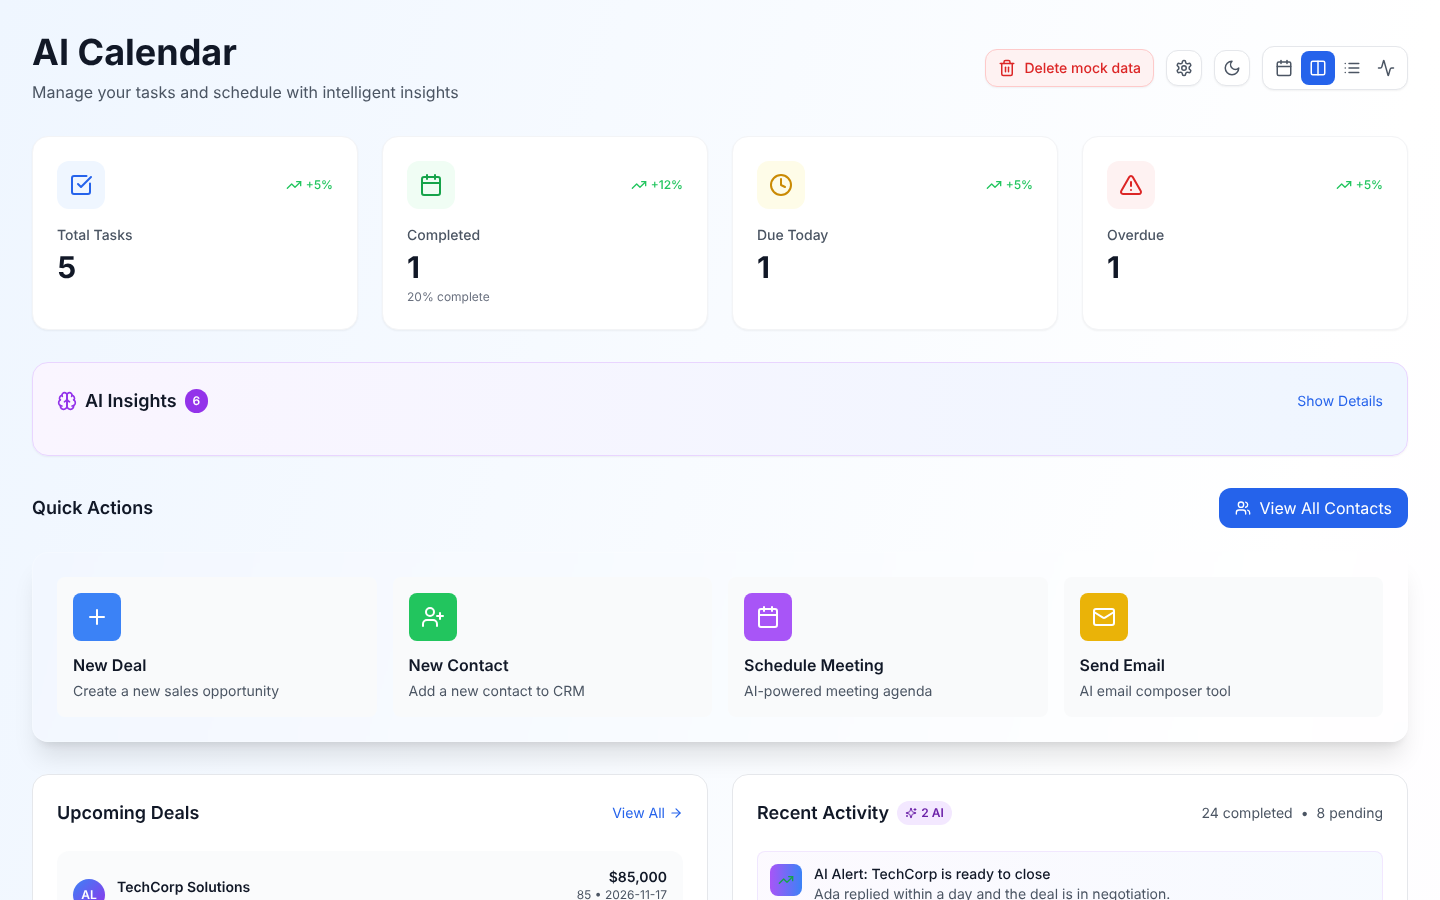 AI Calendar
Manage your tasks and schedule with intelligent insights
Delete mock data
+5%
Total Tasks
5
+12%
Completed
1
20% complete
+5%
Due Today
1
+5%
Overdue
1
AI Insights 6
Show Details
Quick Actions
View All Contacts
New Deal
Create a new sales opportunity
New Contact
Add a new contact to CRM
Schedule Meeting
AI-powered meeting agenda
Send Email
AI email composer tool
Upcoming Deals
View All
AL
TechCorp Solutions
$85,000
85 • 2026-11-17
Recent Activity
2 AI
24 completed • 8 pending
AI Alert: TechCorp is ready to close
Ada replied within a day and the deal is in negotiation.